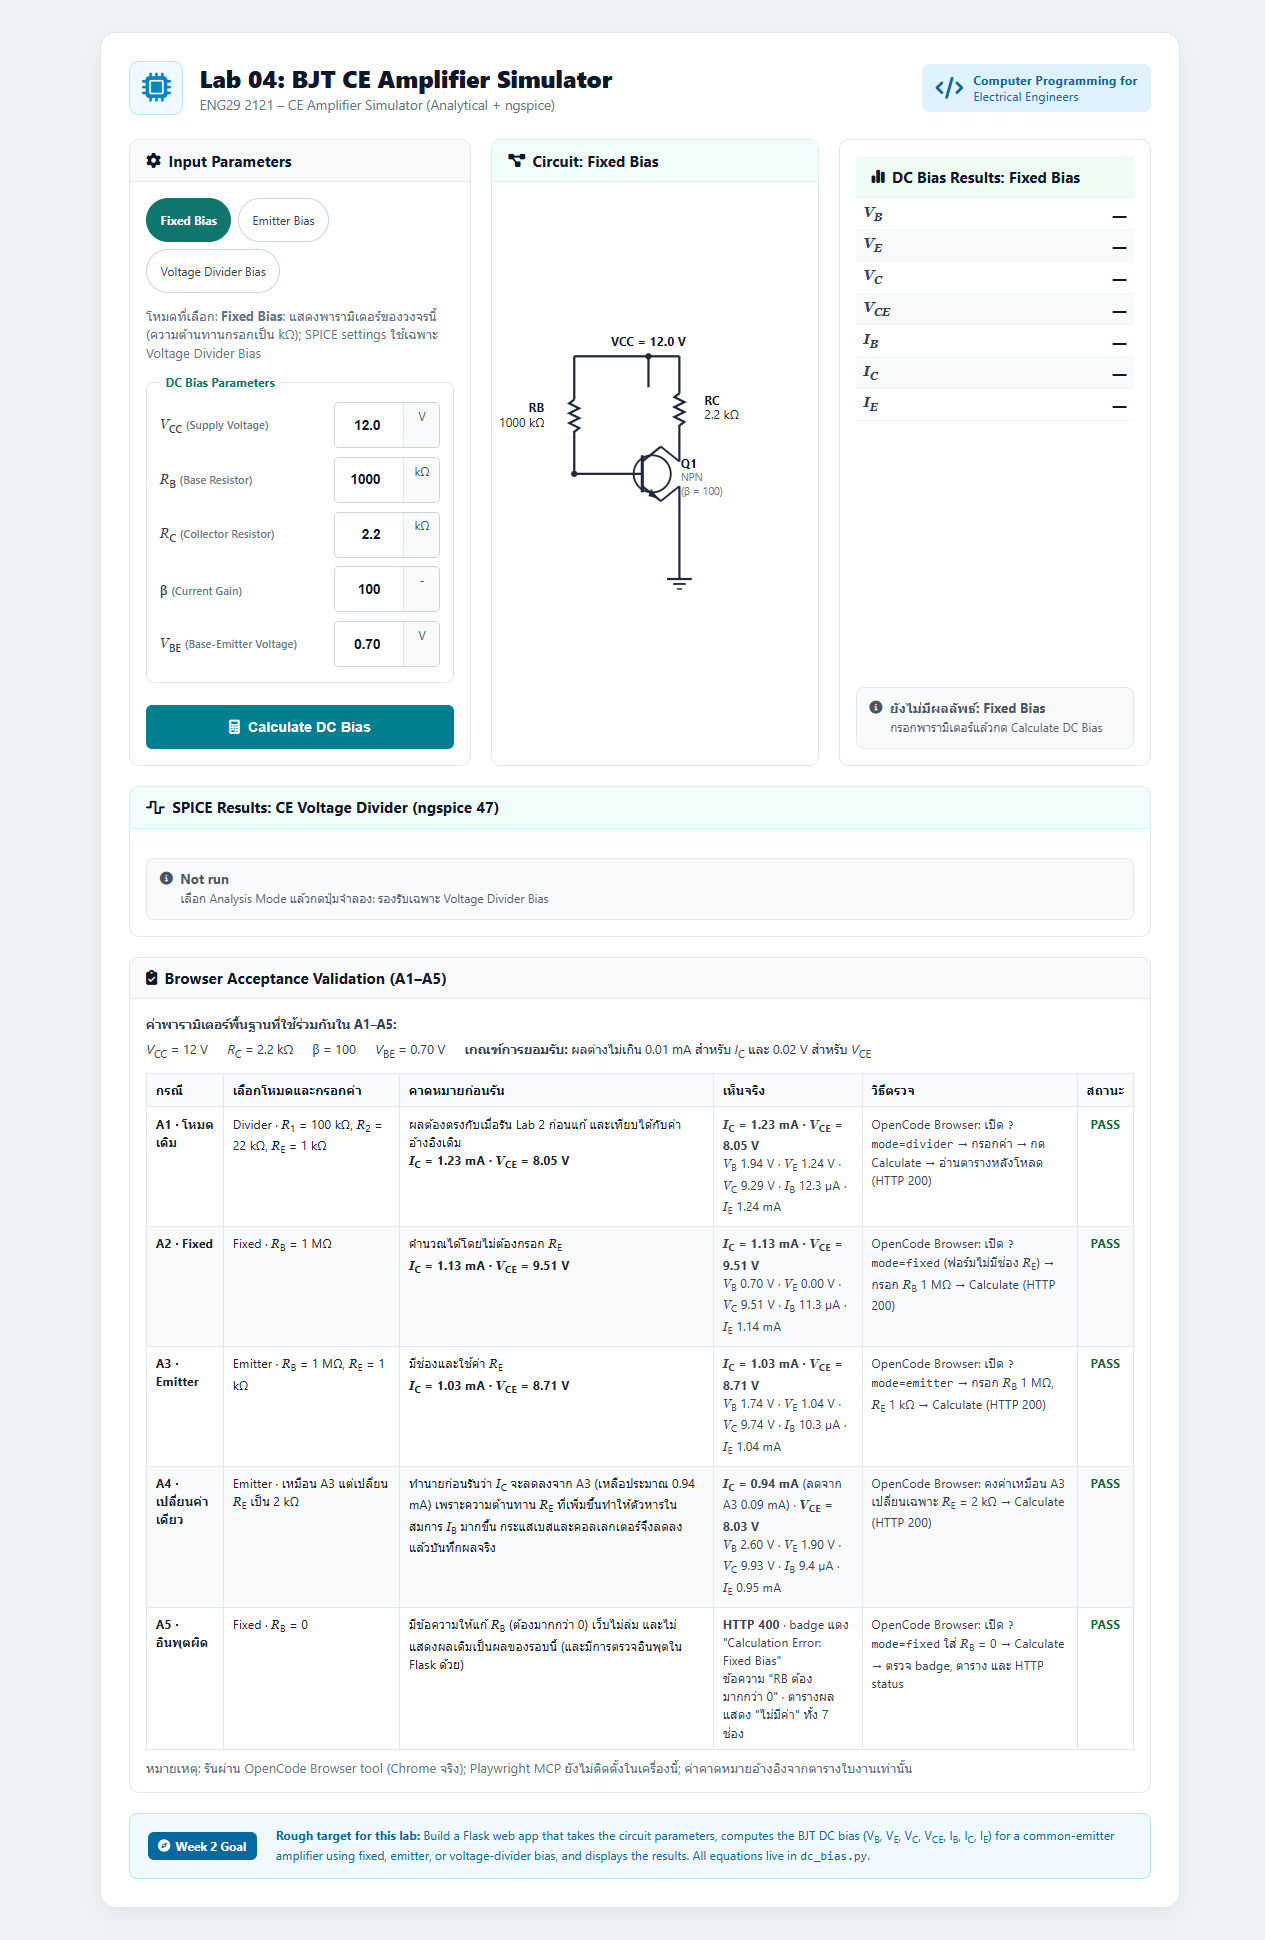 Lab 04: BJT CE Amplifier Simulator
ENG29 2121 – CE Amplifier Simulator (Analytical + ngspice)
Computer Programming for
Electrical Engineers
Input Parameters
Fixed Bias
Emitter Bias
Voltage Divider Bias
โหมดที่เลือก: Fixed Bias: แสดงพารามิเตอร์ของวงจรนี้
(ความต้านทานกรอกเป็น kΩ); SPICE settings ใช้เฉพาะ
Voltage Divider Bias
DC Bias Parameters
VCC (Supply Voltage) 12.0 V
RB (Base Resistor) 1000 kΩ
RC (Collector Resistor) 2.2 kΩ
β (Current Gain) 100 -
VBE (Base-Emitter Voltage) 0.70 V
Calculate DC Bias
Circuit: Fixed Bias
VCC = 12.0 V
RB
1000 kΩ
RC
2.2 kΩ
Q1
NPN
(β = 100)
DC Bias Results: Fixed Bias
VB —
VE —
VC —
VCE —
IB —
IC —
IE —
ยังไม่มีผลลัพธ์: Fixed Bias
กรอกพารามิเตอร์แล้วกด Calculate DC Bias
SPICE Results: CE Voltage Divider (ngspice 47)
Not run
เลือก Analysis Mode แล้วกดปุ่มจำลอง: รองรับเฉพาะ Voltage Divider Bias
Browser Acceptance Validation (A1–A5)
ค่าพารามิเตอร์พื้นฐานที่ใช้ร่วมกันใน A1–A5:
VCC = 12 V RC = 2.2 kΩ β = 100 VBE = 0.70 V เกณฑ์การยอมรับ: ผลต่างไม่เกิน 0.01 mA สำหรับ IC และ 0.02 V สำหรับ VCE
กรณี
เลือกโหมดและกรอกค่า
คาดหมายก่อนรัน
เห็นจริง
วิธีตรวจ
สถานะ
A1 · โหมด
เดิม
Divider · R1 = 100 kΩ, R2 =
22 kΩ, RE = 1 kΩ
ผลต้องตรงกับเมื่อรัน Lab 2 ก่อนแก้ และเทียบได้กับค่า
อ้างอิงเดิม
IC = 1.23 mA · VCE = 8.05 V
IC = 1.23 mA · VCE =
8.05 V
VB 1.94 V · VE 1.24 V ·
VC 9.29 V · IB 12.3 µA ·
IE 1.24 mA
OpenCode Browser: เปิด ?
mode=divider → กรอกค่า → กด
Calculate → อ่านตารางหลังโหลด
(HTTP 200)
PASS
A2 · Fixed
Fixed · RB = 1 MΩ
คำนวณได้โดยไม่ต้องกรอก RE
IC = 1.13 mA · VCE = 9.51 V
IC = 1.13 mA · VCE =
9.51 V
VB 0.70 V · VE 0.00 V ·
VC 9.51 V · IB 11.3 µA ·
IE 1.14 mA
OpenCode Browser: เปิด ?
mode=fixed (ฟอร์มไม่มีช่อง RE) →
กรอก RB 1 MΩ → Calculate (HTTP
200)
PASS
A3 ·
Emitter
Emitter · RB = 1 MΩ, RE = 1
kΩ
มีช่องและใช้ค่า RE
IC = 1.03 mA · VCE = 8.71 V
IC = 1.03 mA · VCE =
8.71 V
VB 1.74 V · VE 1.04 V ·
VC 9.74 V · IB 10.3 µA ·
IE 1.04 mA
OpenCode Browser: เปิด ?
mode=emitter → กรอก RB 1 MΩ,
RE 1 kΩ → Calculate (HTTP 200)
PASS
A4 ·
เปลี่ยนค่า
เดียว
Emitter · เหมือน A3 แต่เปลี่ยน
RE เป็น 2 kΩ
ทำนายก่อนรันว่า IC จะลดลงจาก A3 (เหลือประมาณ 0.94
mA) เพราะความต้านทาน RE ที่เพิ่มขึ้นทำให้ตัวหารใน
สมการ IB มากขึ้น กระแสเบสและคอลเลกเตอร์จึงลดลง
แล้วบันทึกผลจริง
IC = 0.94 mA (ลดจาก
A3 0.09 mA) · VCE =
8.03 V
VB 2.60 V · VE 1.90 V ·
VC 9.93 V · IB 9.4 µA ·
IE 0.95 mA
OpenCode Browser: คงค่าเหมือน A3
เปลี่ยนเฉพาะ RE = 2 kΩ → Calculate
(HTTP 200)
PASS
A5 ·
อินพุตผิด
Fixed · RB = 0
มีข้อความให้แก้ RB (ต้องมากกว่า 0) เว็บไม่ล่ม และไม่
แสดงผลเดิมเป็นผลของรอบนี้ (และมีการตรวจอินพุตใน
Flask ด้วย)
HTTP 400 · badge แดง
"Calculation Error:
Fixed Bias"
ข้อความ "RB ต้อง
มากกว่า 0" · ตารางผล
แสดง "ไม่มีค่า" ทั้ง 7
ช่อง
OpenCode Browser: เปิด ?
mode=fixed ใส่ RB = 0 → Calculate
→ ตรวจ badge, ตาราง และ HTTP
status
PASS
หมายเหตุ: รันผ่าน OpenCode Browser tool (Chrome จริง); Playwright MCP ยังไม่ติดตั้งในเครื่องนี้; ค่าคาดหมายอ้างอิงจากตารางใบงานเท่านั้น
Week 2 Goal
Rough target for this lab: Build a Flask web app that takes the circuit parameters, computes the BJT DC bias (VB, VE, VC, VCE, IB, IC, IE) for a common-emitter
amplifier using fixed, emitter, or voltage-divider bias, and displays the results. All equations live in dc_bias.py.